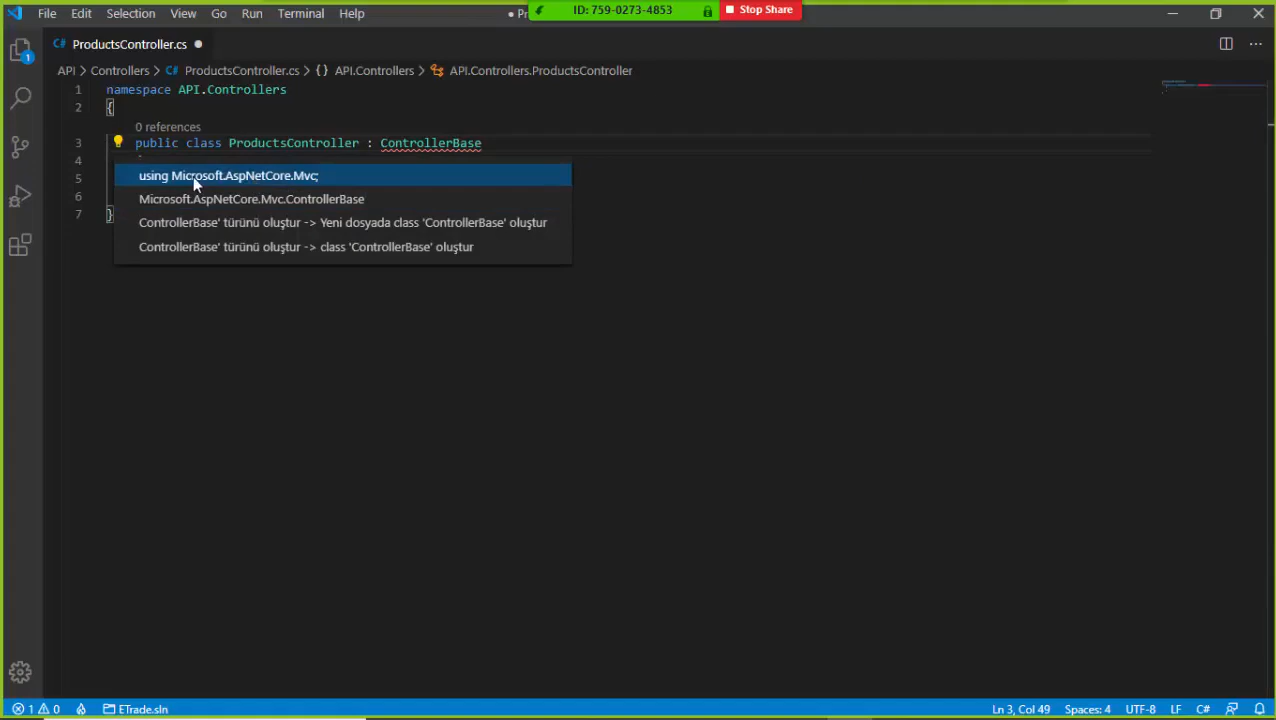 File Edit Selection View Go Run Terminal Help
● Pr
ID: 759-0273-4853
Stop Share
ProductsController.cs ●
1
API > Controllers > C# ProductsController.cs > {} API.Controllers > API.Controllers.ProductsController
1 namespace API.Controllers
2 {
0 references
3 public class ProductsController : ControllerBase
4
using Microsoft.AspNetCore.Mvc;
5
Microsoft.AspNetCore.Mvc.ControllerBase
6
7 }
ControllerBase' türünü oluştur -> Yeni dosyada class 'ControllerBase' oluştur
ControllerBase' türünü oluştur -> class 'ControllerBase' oluştur
1 0 ETrade.sln Ln 3, Col 49 Spaces: 4 UTF-8 LF C#